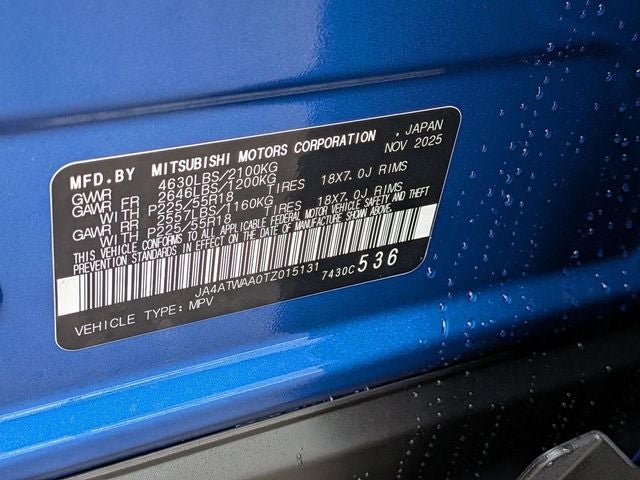 MFD.BY MITSUBISHI MOTORS CORPORATION , JAPAN
NOV 2025
GVWR 4630LBS/2100KG
GAWR FR 2646LBS/1200KG
WITH P225/55R18 TIRES 18X7.0J RIMS
GAWR RR 2557LBS/1160KG
WITH P225/55R18 TIRES 18X7.0J RIMS
THIS VEHICLE CONFORMS TO ALL APPLICABLE FEDERAL MOTOR VEHICLE SAFETY AND THEFT
PREVENTION STANDARDS IN EFFECT ON THE DATE OF MANUFACTURE SHOWN ABOVE.
JA4ATWAA0TZ015131 7430C 536
VEHICLE TYPE: MPV